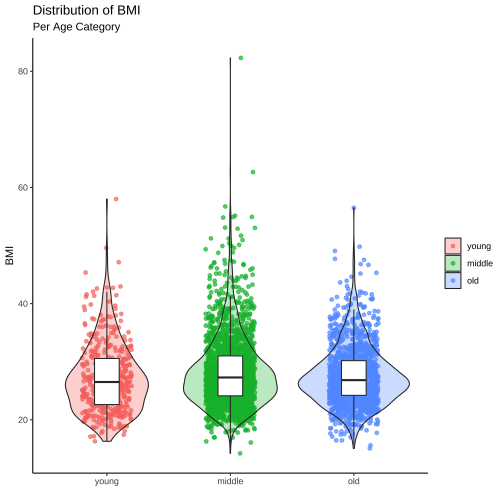 Distribution of BMI
Per Age Category
80
60
40
20
BMI
young
middle
old
young
middle
old